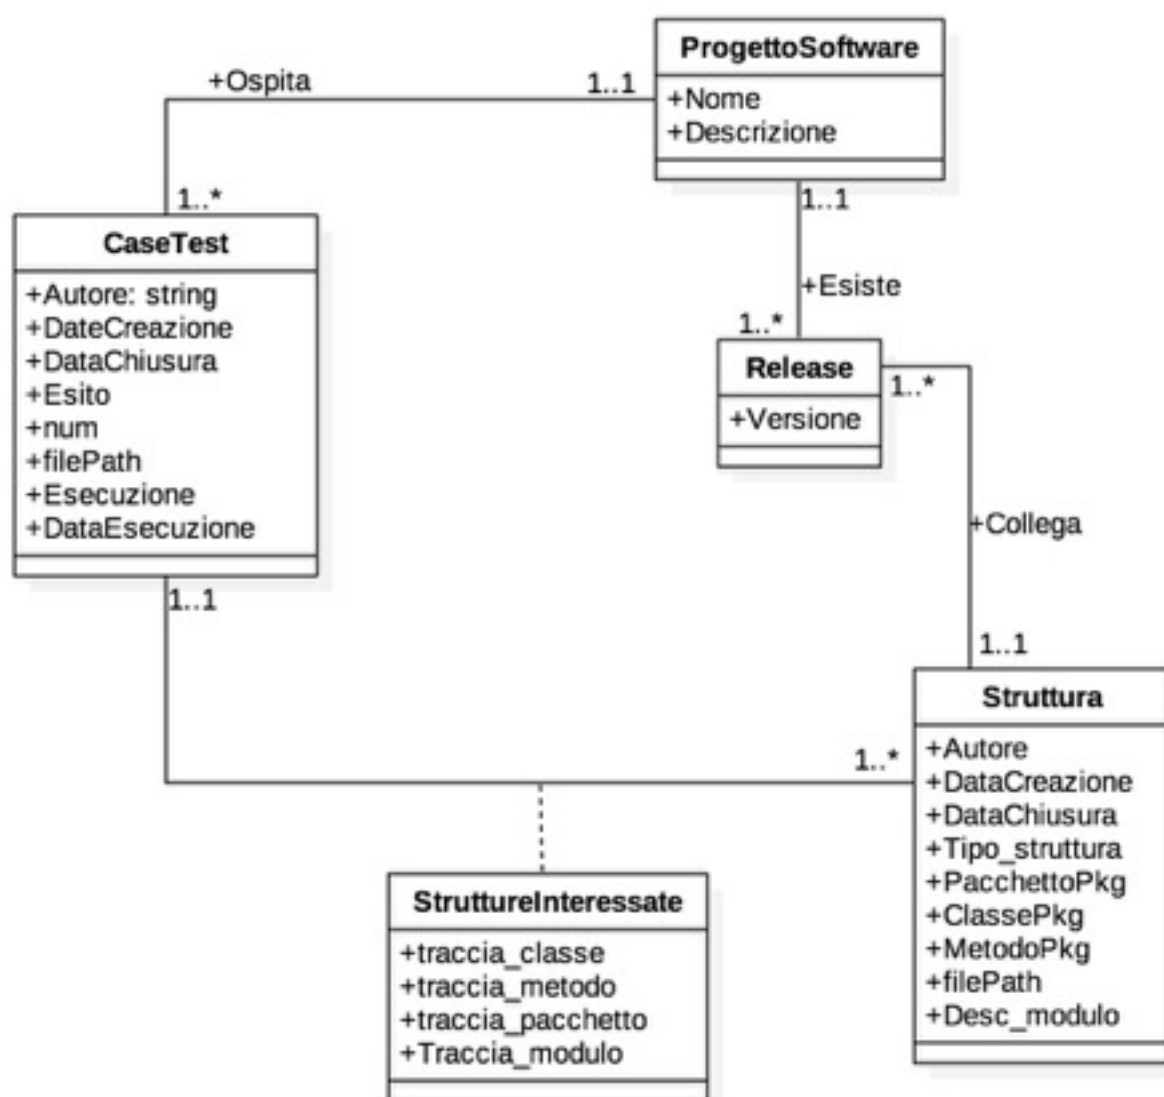 ProgettoSoftware
+Nome
+Descrizione
+Ospita
1..1
1..*
1..1
+Esiste
1..*
CaseTest
+Autore: string
+DateCreazione
+DataChiusura
+Esito
+num
+filePath
+Esecuzione
+DataEsecuzione
1..1
Release
+Versione
1..*
+Collega
1..1
Struttura
+Autore
+DataCreazione
+DataChiusura
+Tipo_struttura
+PacchettoPkg
+ClassePkg
+MetodoPkg
+filePath
+Desc_modulo
1..*
StruttureInteressate
+traccia_classe
+traccia_metodo
+traccia_pacchetto
+Traccia_modulo